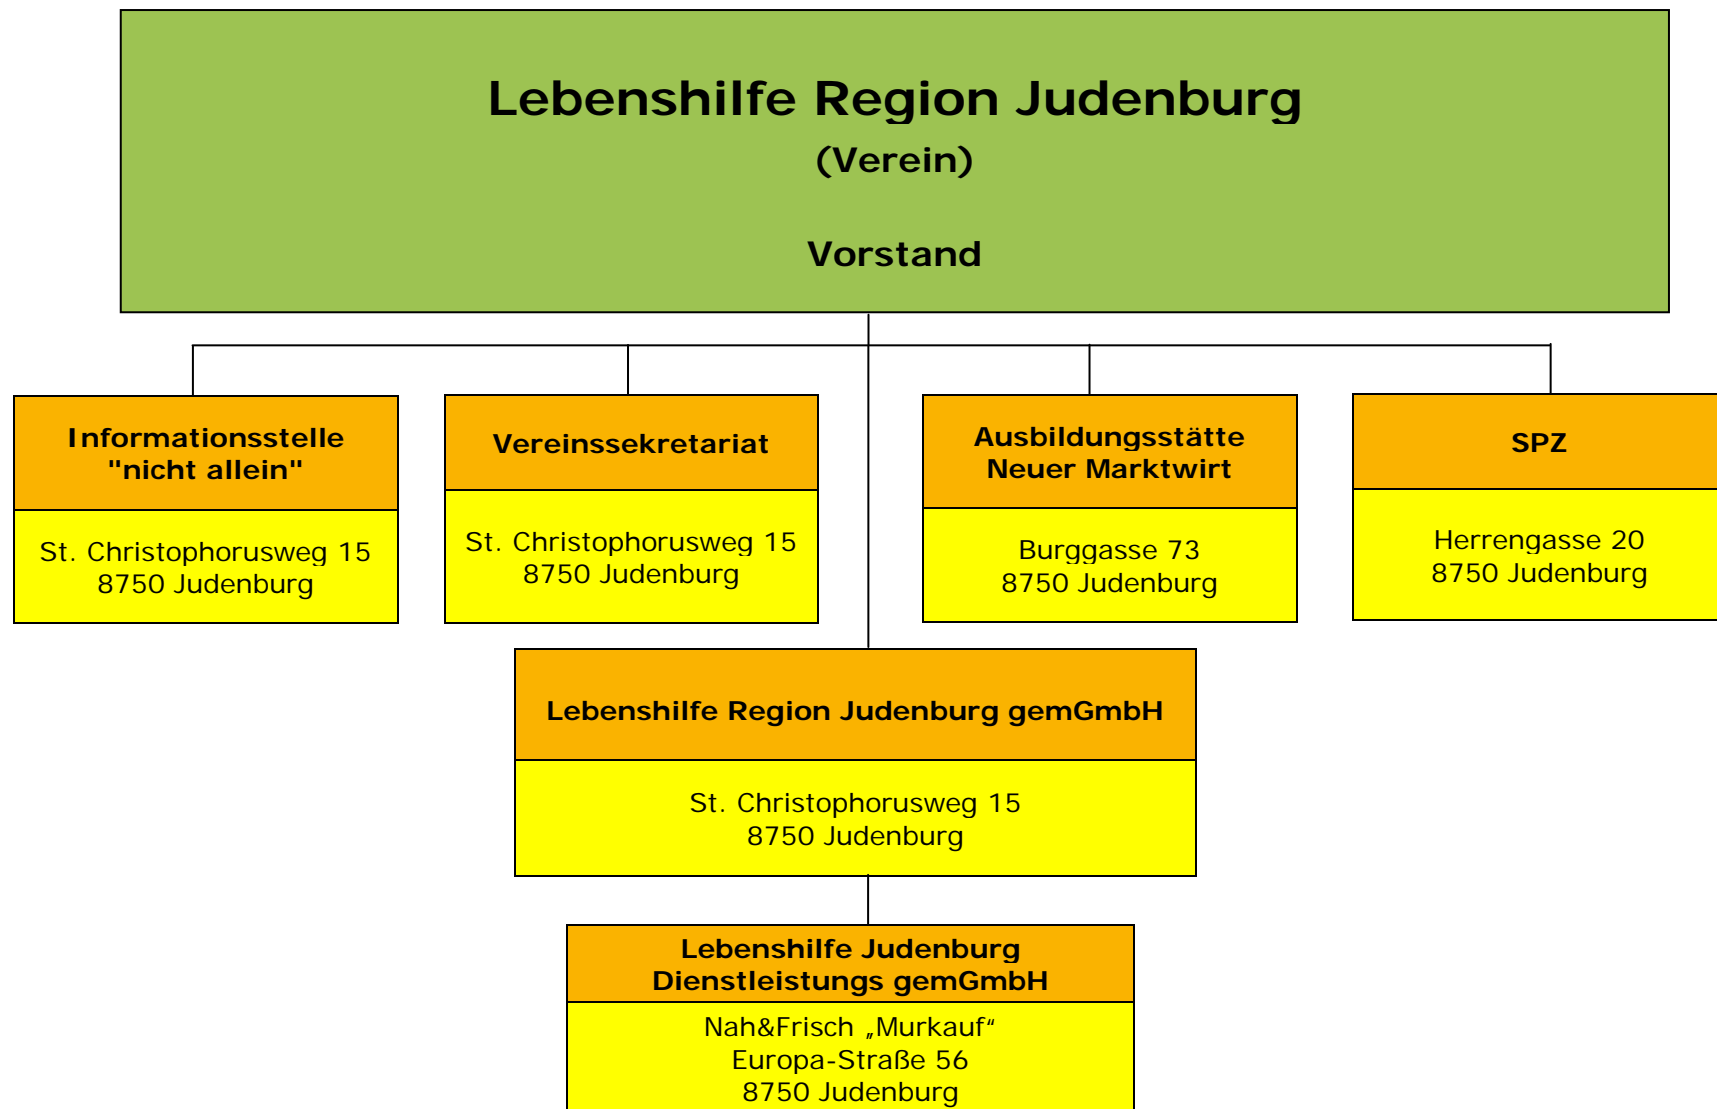 Lebenshilfe Region Judenburg
(Verein)
Vorstand
Informationsstelle
"nicht allein"
St. Christophorusweg 15
8750 Judenburg
Vereinssekretariat
St. Christophorusweg 15
8750 Judenburg
Ausbildungsstätte
Neuer Marktwirt
Burggasse 73
8750 Judenburg
SPZ
Herrengasse 20
8750 Judenburg
Lebenshilfe Region Judenburg gemGmbH
St. Christophorusweg 15
8750 Judenburg
Lebenshilfe Judenburg
Dienstleistungs gemGmbH
Nah&Frisch „Murkauf“
Europa-Straße 56
8750 Judenburg